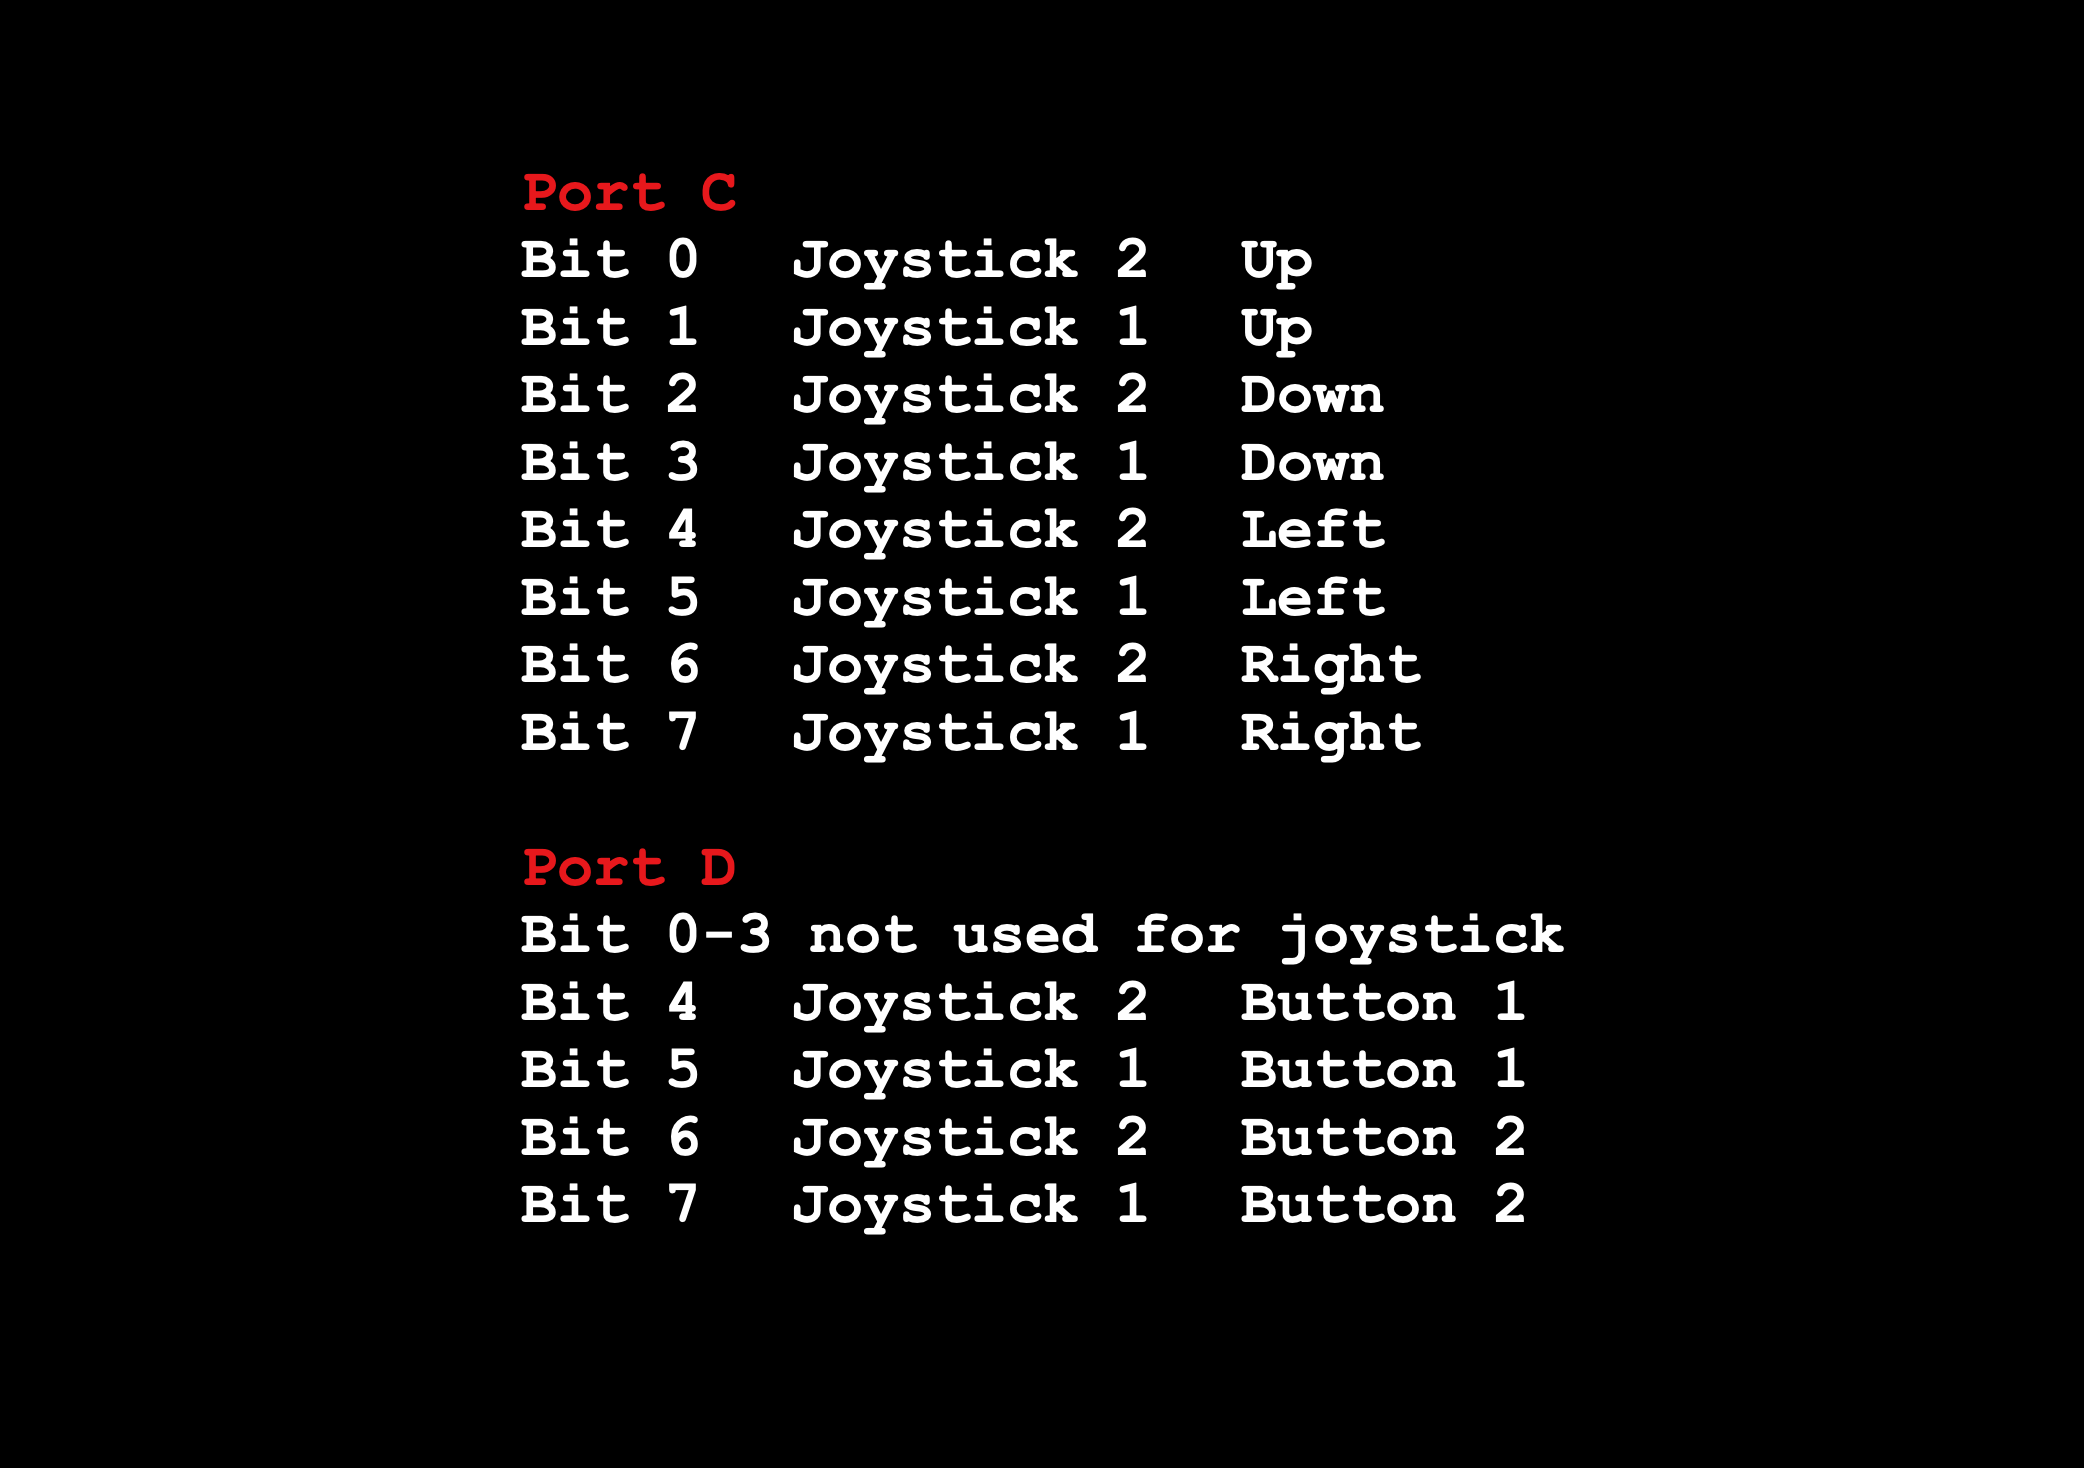 Port C
Bit 0 Joystick 2 Up
Bit 1 Joystick 1 Up
Bit 2 Joystick 2 Down
Bit 3 Joystick 1 Down
Bit 4 Joystick 2 Left
Bit 5 Joystick 1 Left
Bit 6 Joystick 2 Right
Bit 7 Joystick 1 Right
Port D
Bit 0-3 not used for joystick
Bit 4 Joystick 2 Button 1
Bit 5 Joystick 1 Button 1
Bit 6 Joystick 2 Button 2
Bit 7 Joystick 1 Button 2